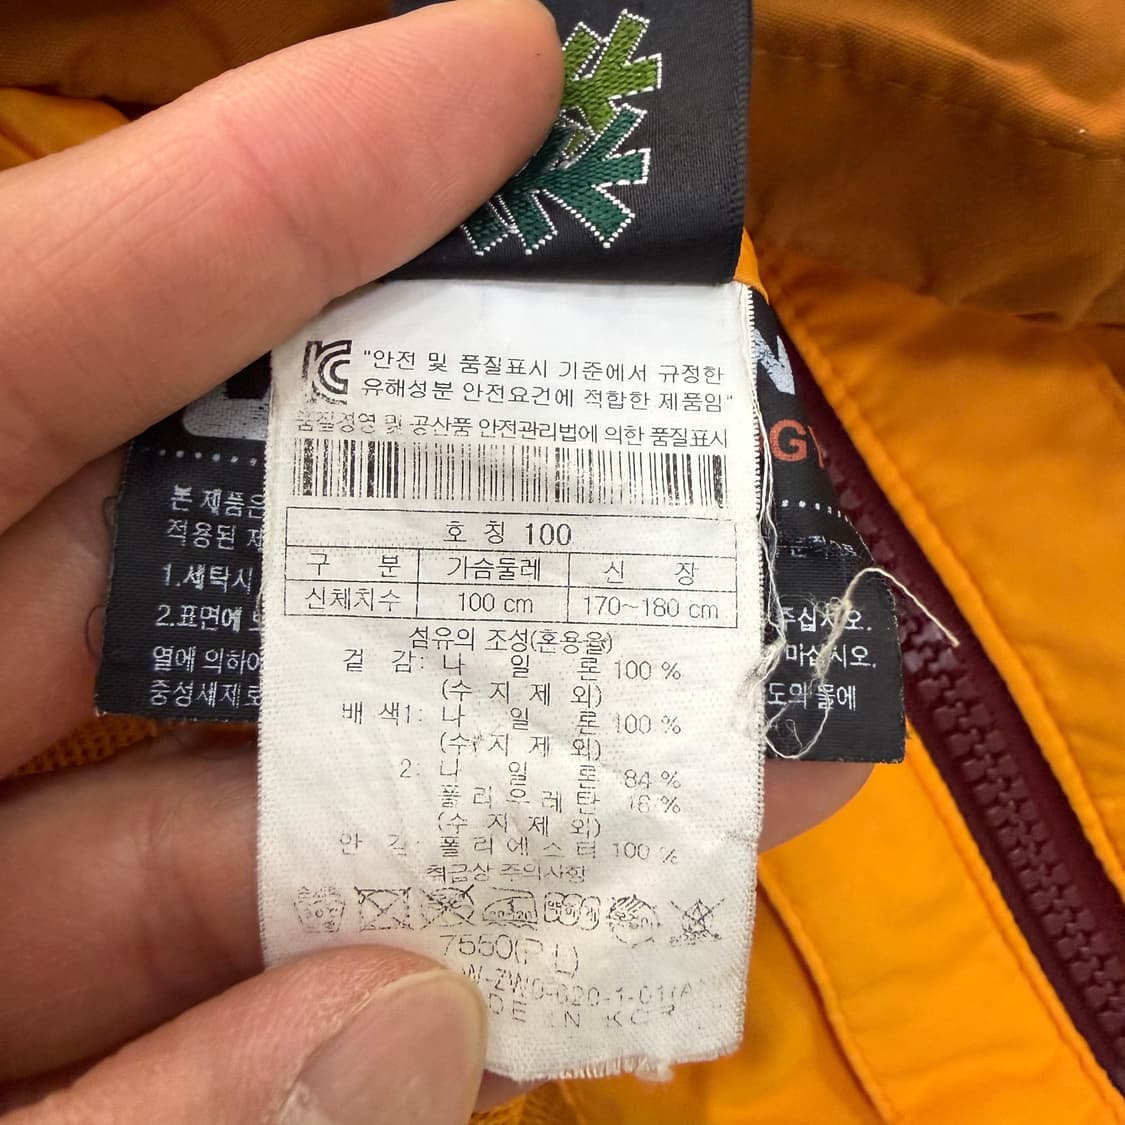 "안전 및 품질표시 기준에서 규정한
유해성분 안전요건에 적합한 제품임"
품질경영 및 공산품 안전관리법에 의한 품질표시
호 칭 100
구 분 가슴둘레 신 장
신체치수 100 cm 170~180 cm
섬유의 조성(혼용율)
겉 감: 나 일 론 100 %
(수 지 제 외)
배 색1: 나 일 론 100 %
(수 지 제 외)
2: 나 일 론 84 %
폴 리 우 레 탄 16 %
(수 지 제 외)
안 감: 폴 리 에 스 터 100 %
취급상 주의사항
7550(P.L)
IN
본 제품은
적용된
1.세탁시
2.표면에
열에 의하여
중성세제로
주십시오.
마십시오.
도의 물에